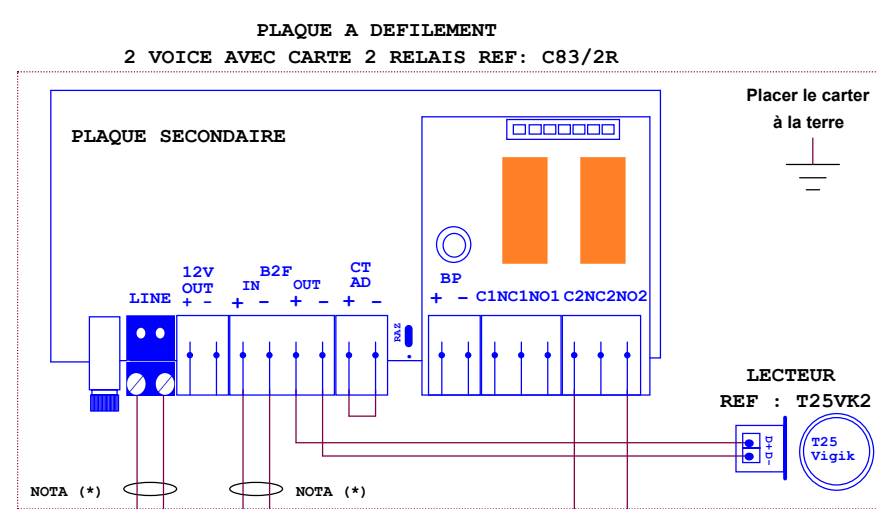 PLAQUE A DEFILEMENT
2 VOICE AVEC CARTE 2 RELAIS REF: C83/2R
Placer le carter
à la terre
PLAQUE SECONDAIRE
LINE
12V
OUT
+ -
B2F
IN OUT
+ - + -
CT
AD
+ -
RAZ
BP
+ -
C1NC1NO1 C2NC2NO2
LECTEUR
REF : T25VK2
D+D-
T25
Vigik
NOTA (*)
NOTA (*)